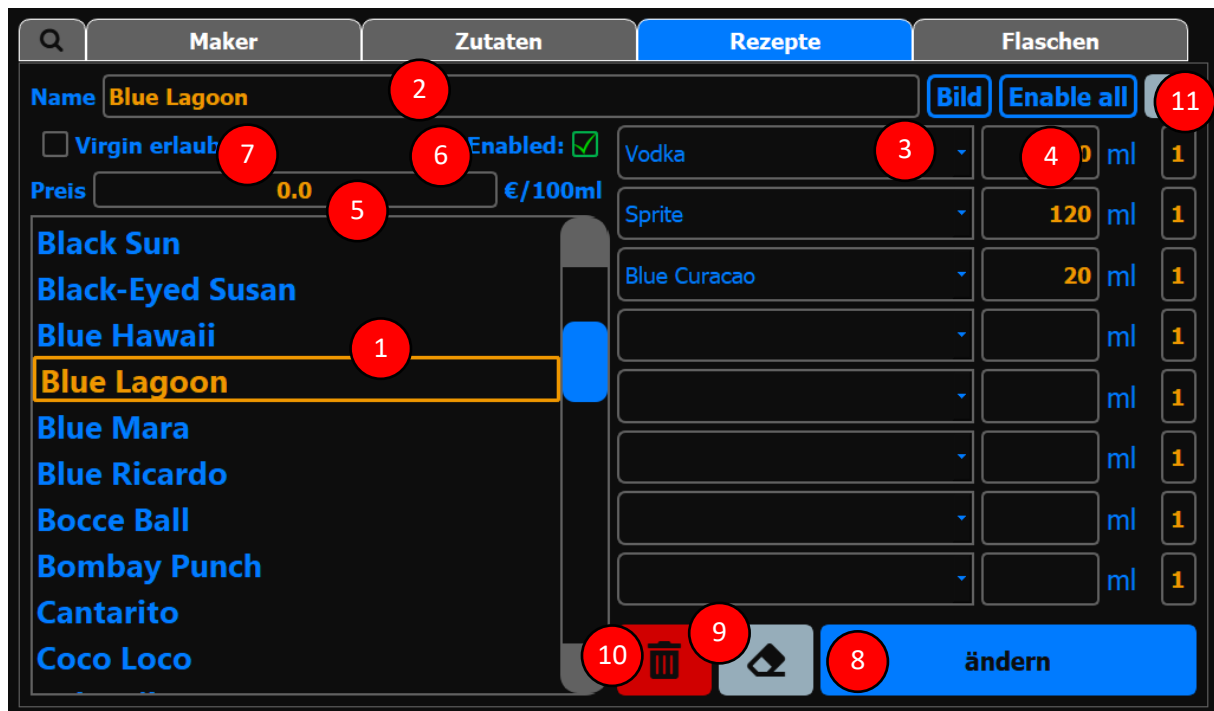 Maker Zutaten Rezepte Flaschen
Name Blue Lagoon 2 Bild Enable all 11
Virgin 7 6 Enabled:
Vodka 3 4 ml 1
Preis 0.0 5 €/100ml
Sprite 120 ml 1
Blue Curacao 20 ml 1
ml 1
ml 1
ml 1
ml 1
ml 1
Black Sun
Black-Eyed Susan
Blue Hawaii
1
Blue Lagoon
Blue Mara
Blue Ricardo
Bocce Ball
Bombay Punch
Cantarito
Coco Loco
10 9 8 ändern